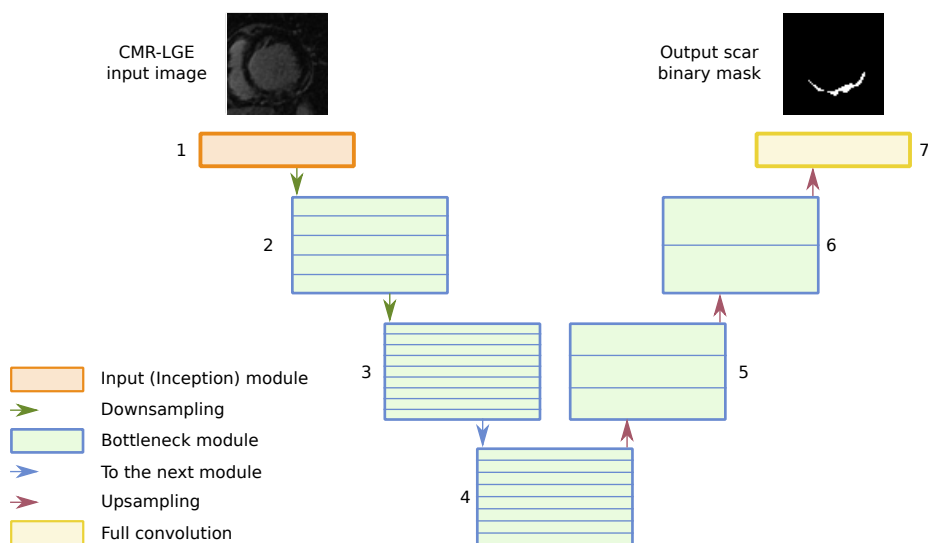 CMR-LGE
input image
Output scar
binary mask
1
7
2
6
3
5
4
Input (Inception) module
Downsampling
Bottleneck module
To the next module
Upsampling
Full convolution